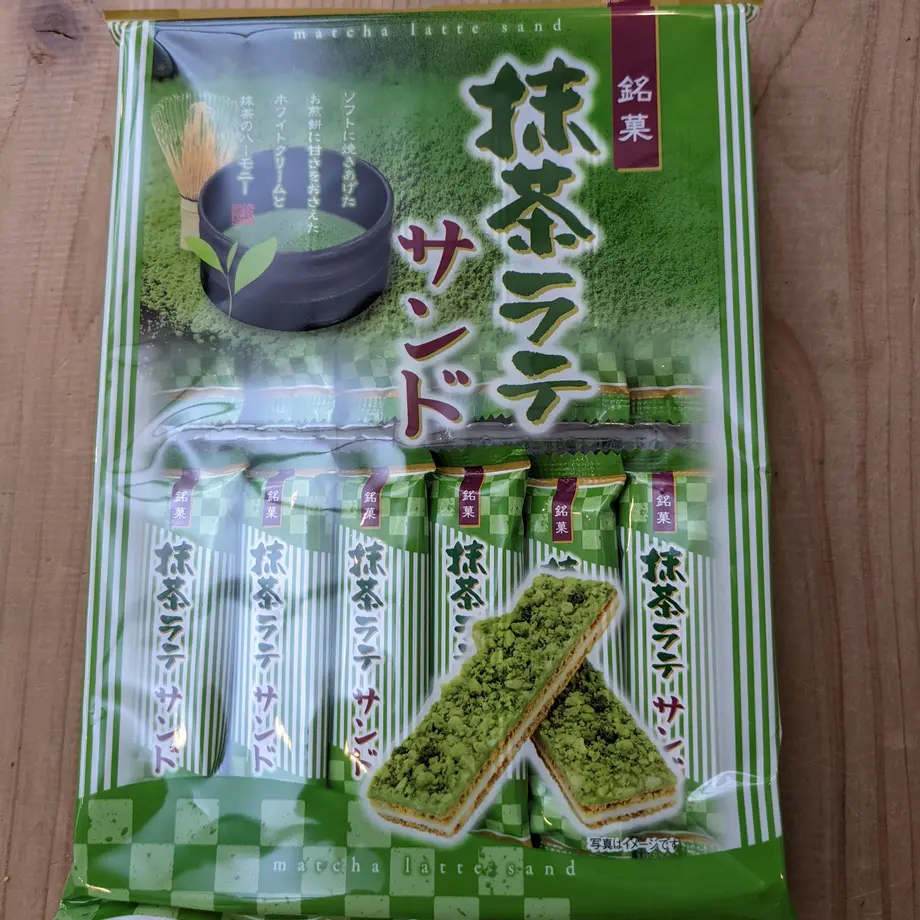 matcha latte sand
銘菓
抹茶ラテ
サンド
ソフトに焼きあげた
お煎餅に甘さをおさえた
ホワイトクリームと
抹茶のハーモニー
銘菓
抹茶ラテ サンド
銘菓
抹茶ラテ サンド
銘菓
抹茶ラテ サンド
銘菓
抹茶
銘菓
銘菓
抹茶ラテ サンド
写真はイメージです
matcha latte sand